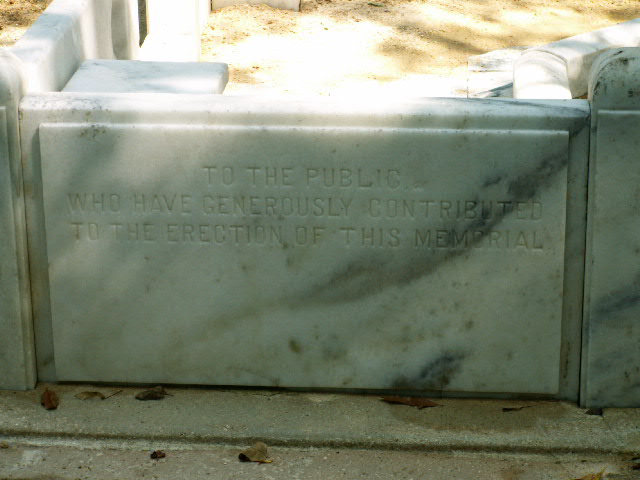 TO THE PUBLIC.
WHO HAVE GENEROUSLY CONTRIBUTED
TO THE ERECTION OF THIS MEMORIAL